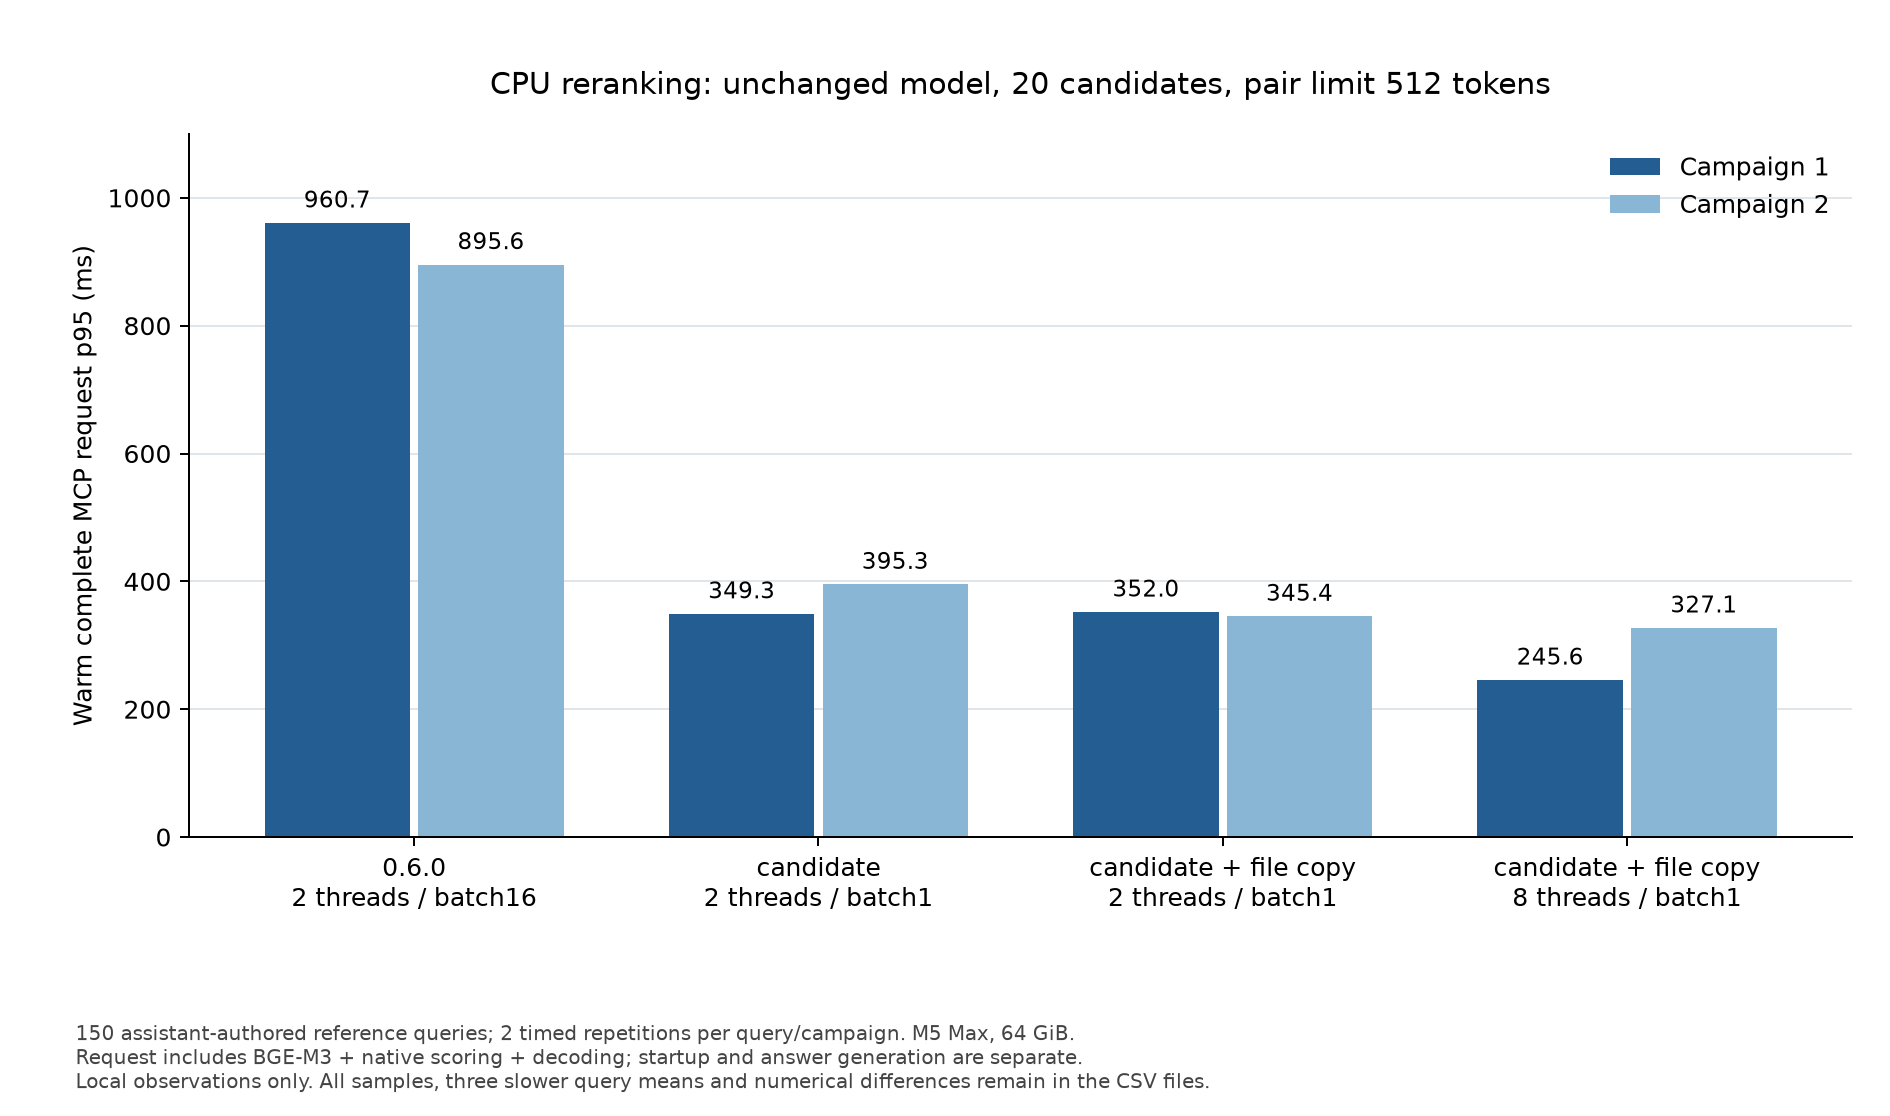 CPU reranking: unchanged model, 20 candidates, pair limit 512 tokens
Warm complete MCP request p95 (ms)
1000
800
600
400
200
0
Campaign 1
Campaign 2
960.7
895.6
349.3
395.3
352.0
345.4
245.6
327.1
0.6.0
2 threads / batch16
candidate
2 threads / batch1
candidate + file copy
2 threads / batch1
candidate + file copy
8 threads / batch1
150 assistant-authored reference queries; 2 timed repetitions per query/campaign. M5 Max, 64 GiB.
Request includes BGE-M3 + native scoring + decoding; startup and answer generation are separate.
Local observations only. All samples, three slower query means and numerical differences remain in the CSV files.